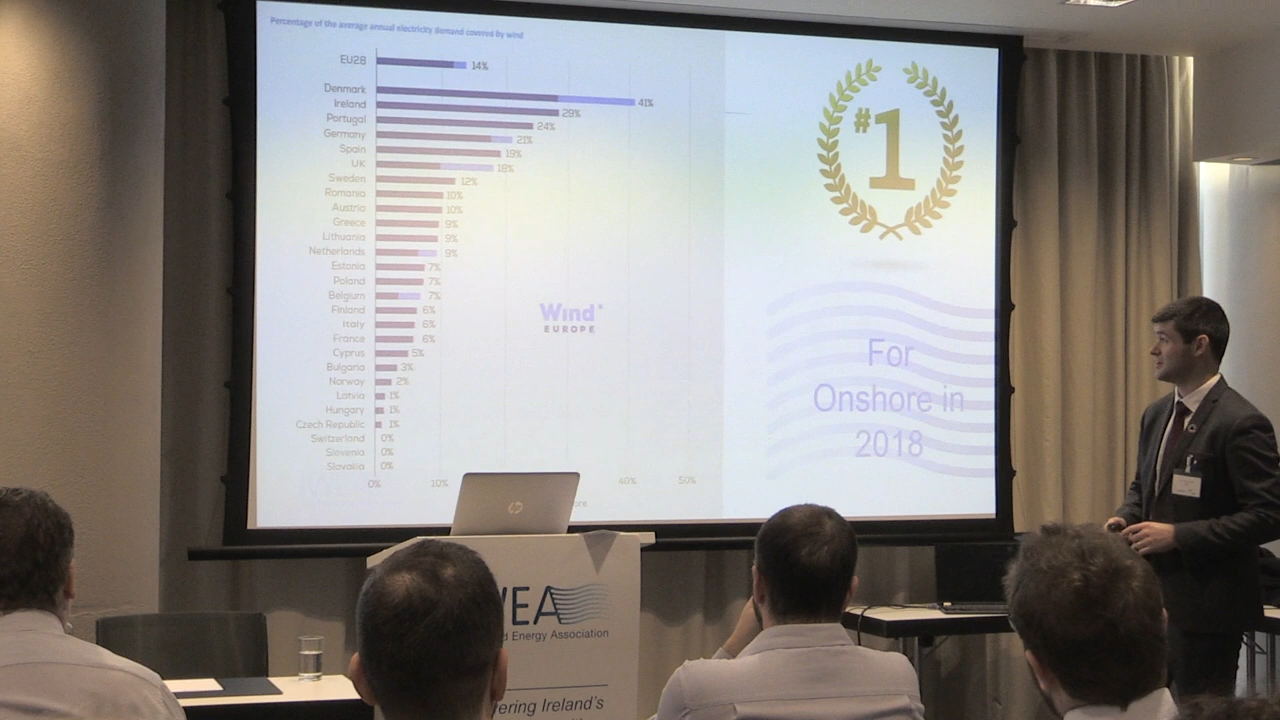 Percentage of the average annual electricity demand covered by wind
EU28 14%
Denmark 41%
Ireland 29%
Portugal 24%
Germany 21%
Spain 19%
UK 18%
Sweden 12%
Romania 10%
Austria 10%
Greece 9%
Lithuania 9%
Netherlands 9%
Estonia 7%
Poland 7%
Belgium 7%
Finland 6%
Italy 6%
France 6%
Cyprus 5%
Bulgaria 3%
Norway 2%
Latvia 1%
Hungary 1%
Czech Republic 1%
Switzerland 0%
Slovenia 0%
Slovakia 0%
0% 10% 40% 50%
Wind
EUROPE
#1
For
Onshore in
2018
hp
EA
d Energy Association
ering Ireland's